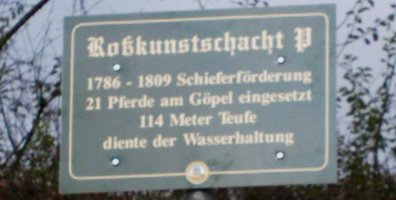 Roßkunstschacht P
1786 - 1809 Schieferförderung
21 Pferde am Göpel eingesetzt
114 Meter Teufe
diente der Wasserhaltung